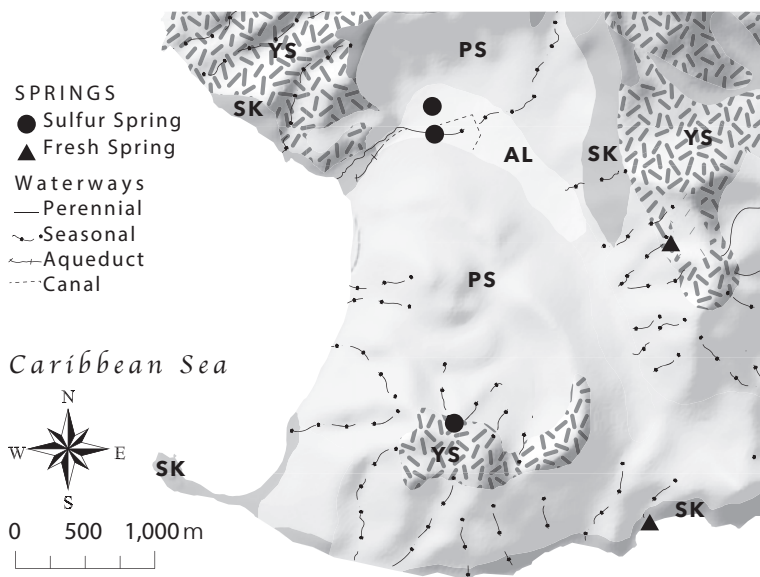 SPRINGS
Sulfur Spring
Fresh Spring
Waterways
Perennial
Seasonal
Aqueduct
Canal
Caribbean Sea
N
W E
S
0 500 1,000 m
YS
PS
SK
YS
AL
SK
PS
YS
SK
SK